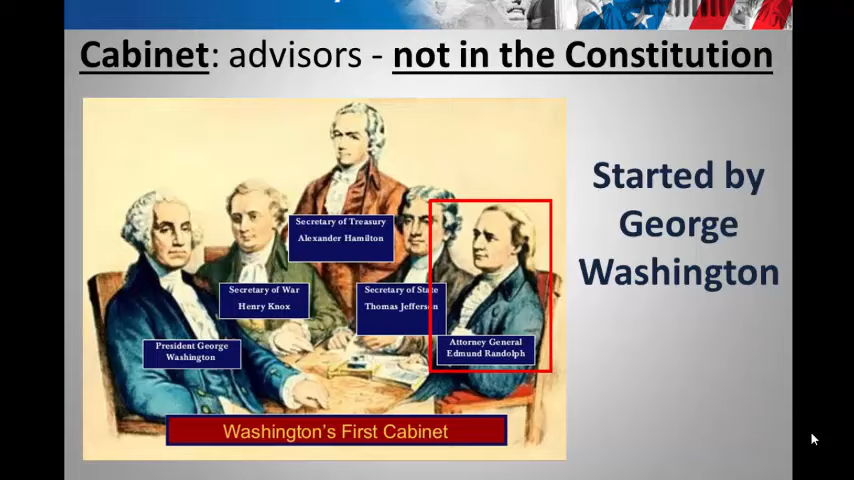 Cabinet: advisors - not in the Constitution
Started by
George
Washington
Secretary of Treasury
Alexander Hamilton
Secretary of War
Henry Knox
Secretary of State
Thomas Jefferson
President George
Washington
Attorney General
Edmund Randolph
Washington's First Cabinet